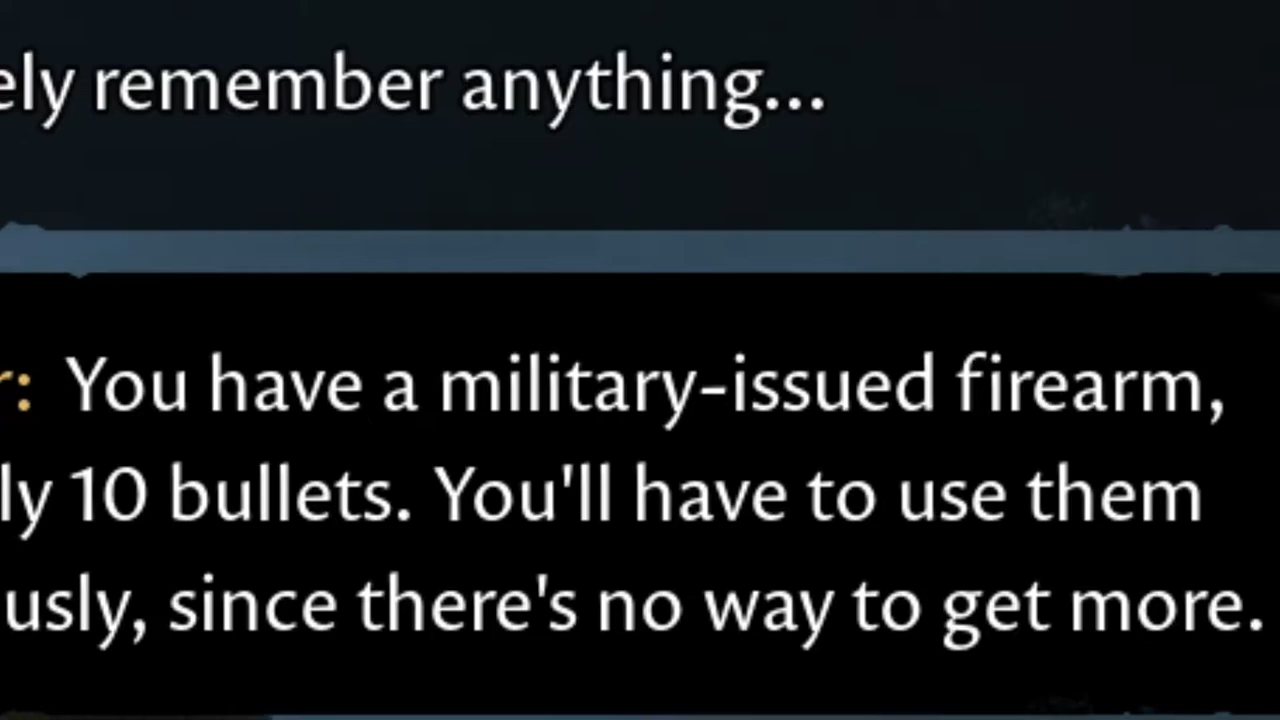 ely remember anything...
r: You have a military-issued firearm,
ly 10 bullets. You'll have to use them
usly, since there's no way to get more.